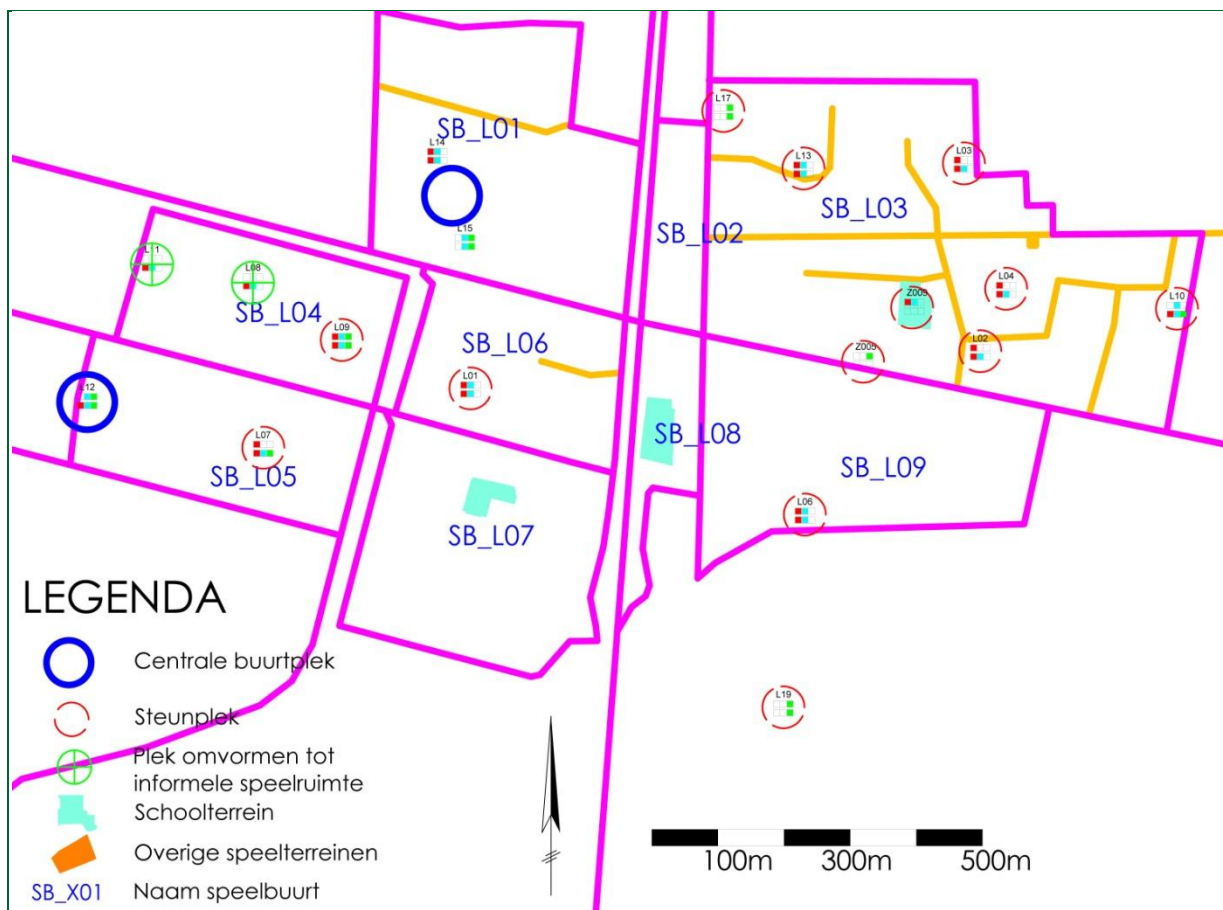 L17
SB_L01
L14
L13
L03
SB_L03
SB_L02
L15
L11
L08
SB_L04
L04
Z009
L10
L09
SB_L06
L02
Z005
L01
L12
L07
SB_L08
SB_L05
SB_L09
L06
SB_L07
LEGENDA
Centrale buurtplek
Steunplek
L19
Plek omvormen tot
informele speelruimte
Schoolterrein
Overige speelterreinen
100m 300m 500m
SB_X01 Naam speelbuurt